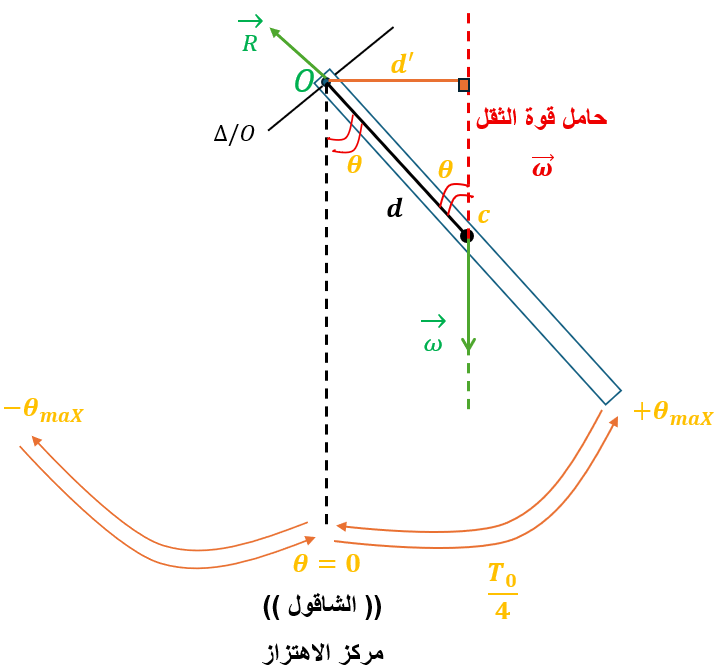 R
O
d′
Δ/O
حامل قوة الثقل
ω
θ
θ
c
d
ω
−θmaX
+θmaX
θ = 0
T0/4
(( الشاقول ))
مركز الاهتزاز